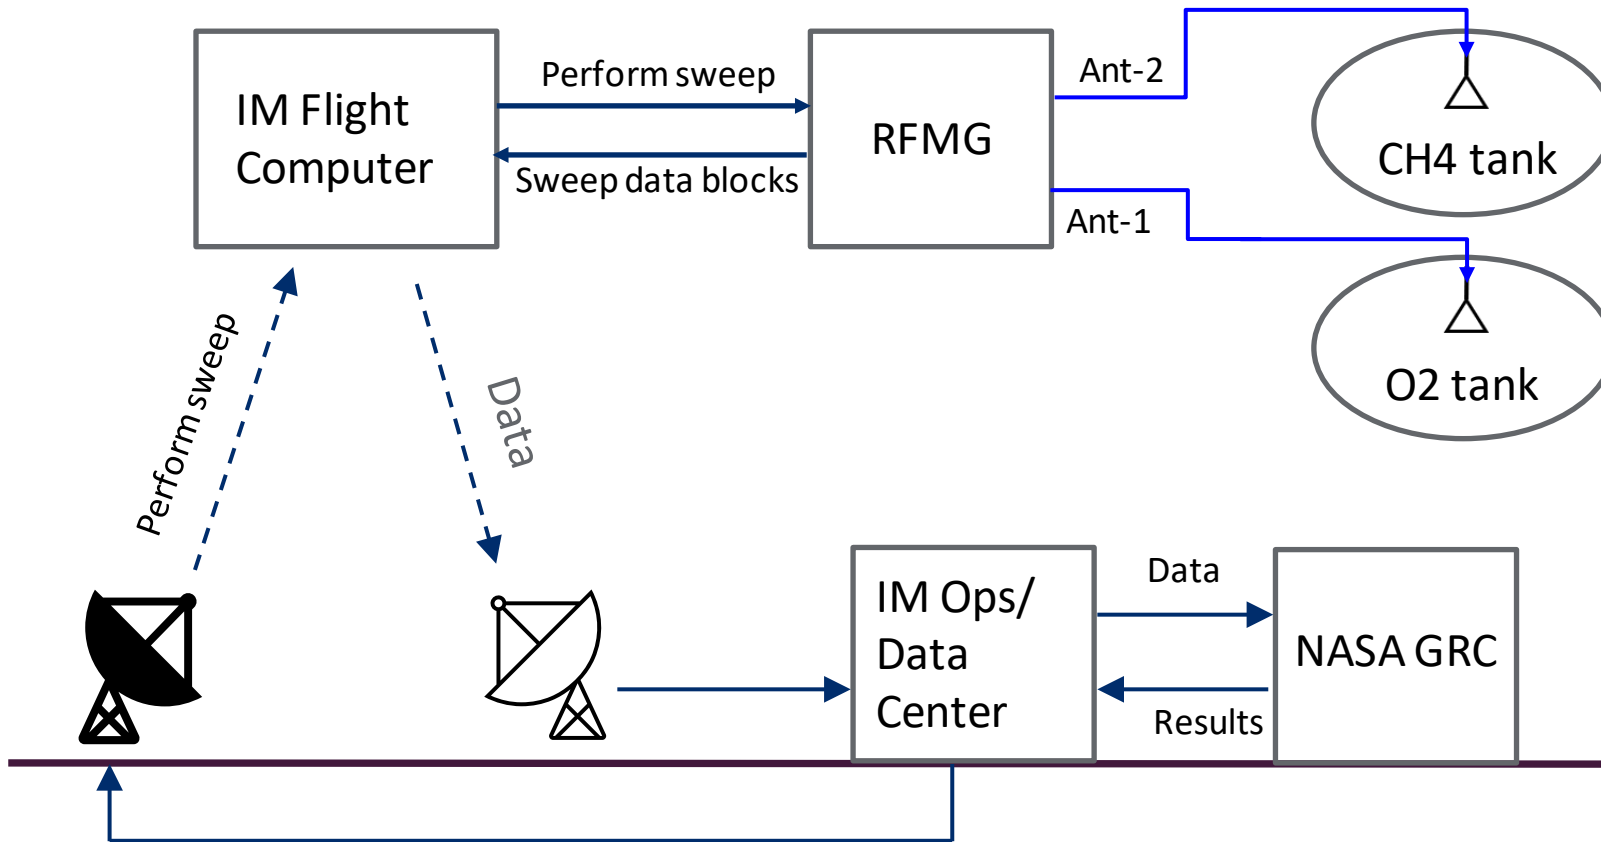 Perform sweep
IM Flight
Computer
Sweep data blocks
RFMG
Ant-2
CH4 tank
Ant-1
O2 tank
Perform sweep
Data
IM Ops/
Data
Center
Data
Results
NASA GRC